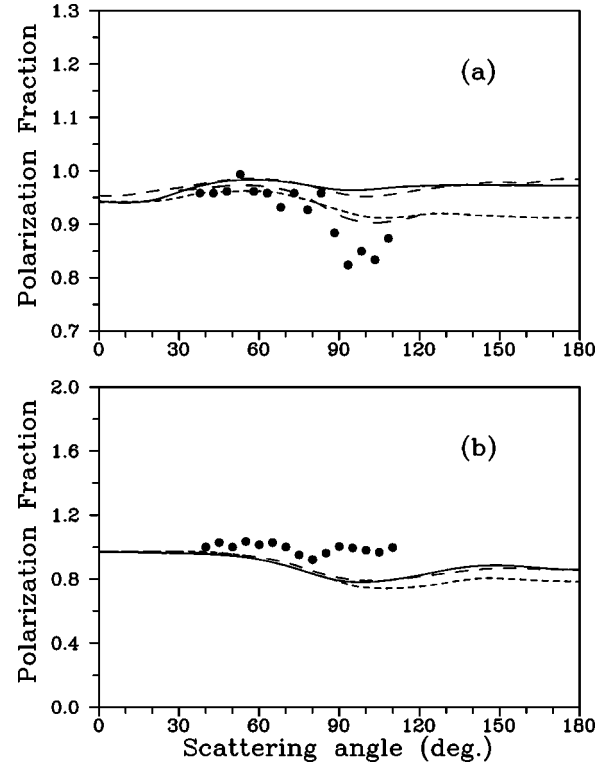 1.3
1.2
1.1
1.0
0.9
0.8
0.7
Polarization Fraction
(a)
0 30 60 90 120 150 180
2.0
1.6
1.2
0.8
0.4
0.0
Polarization Fraction
(b)
0 30 60 90 120 150 180
Scattering angle (deg.)